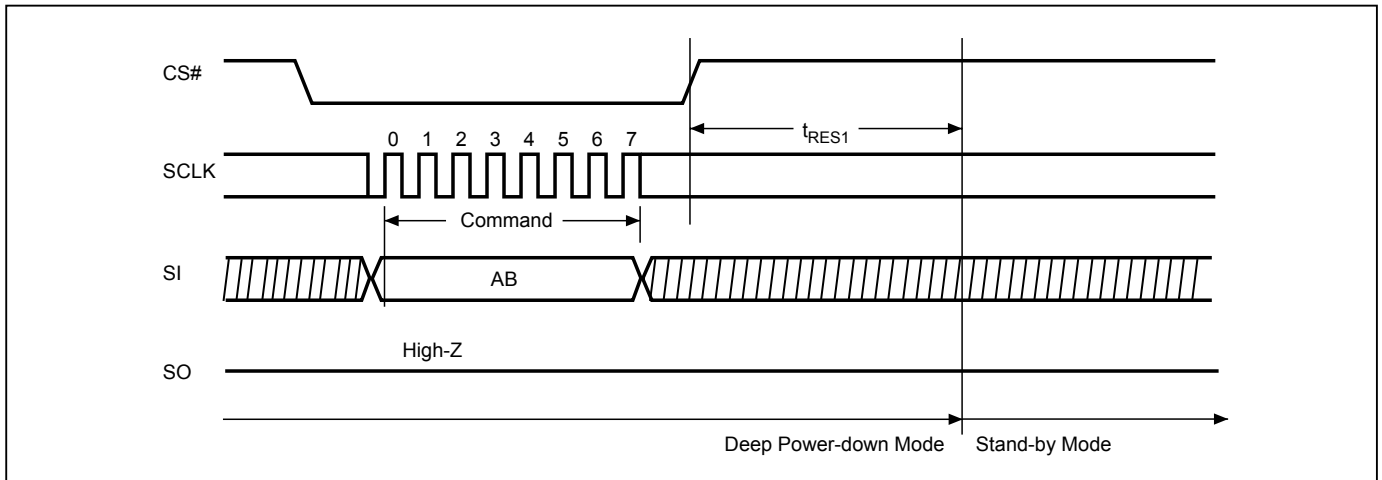 CS#
tRES1
0 1 2 3 4 5 6 7
SCLK
Command
SI
AB
High-Z
SO
Deep Power-down Mode Stand-by Mode